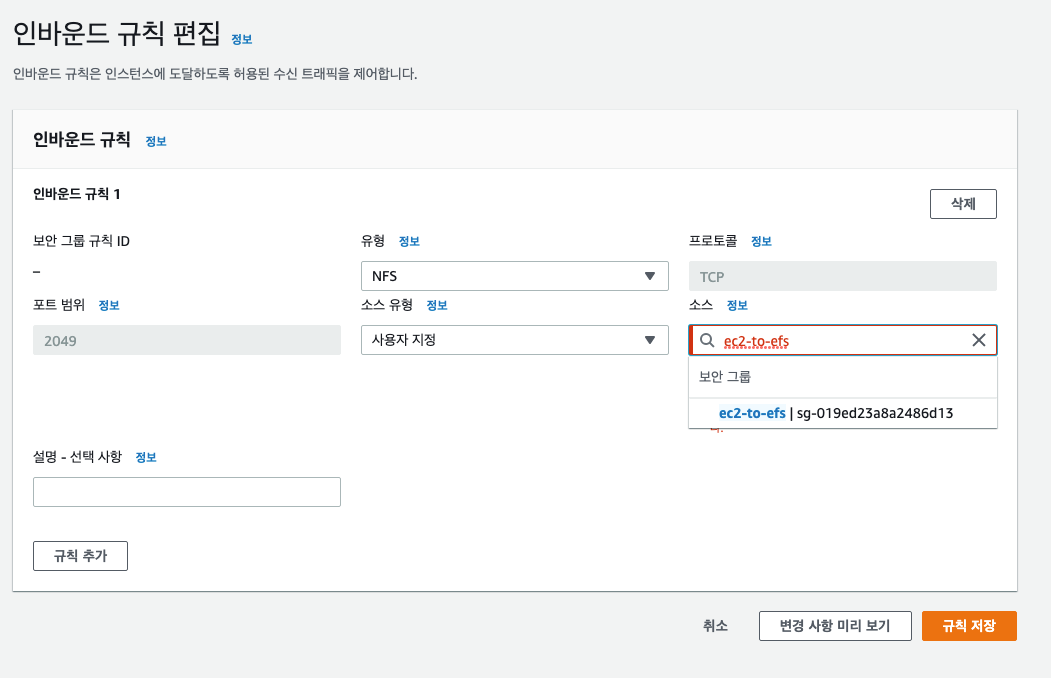 인바운드 규칙 편집 정보
인바운드 규칙은 인스턴스에 도달하도록 허용된 수신 트래픽을 제어합니다.
인바운드 규칙 정보
인바운드 규칙 1
삭제
보안 그룹 규칙 ID
–
유형 정보
NFS
프로토콜 정보
TCP
포트 범위 정보
2049
소스 유형 정보
사용자 지정
소스 정보
ec2-to-efs
보안 그룹
ec2-to-efs | sg-019ed23a8a2486d13
설명 - 선택 사항 정보
규칙 추가
취소
변경 사항 미리 보기
규칙 저장